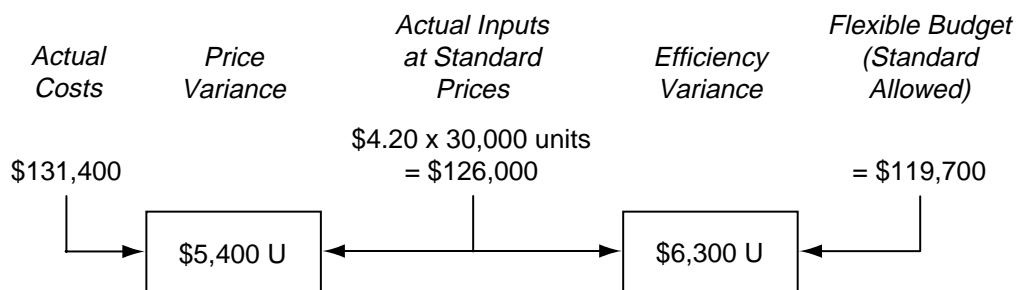 Actual
Costs
Price
Variance
Actual Inputs
at Standard
Prices
Efficiency
Variance
Flexible Budget
(Standard
Allowed)
$131,400
$4.20 x 30,000 units
= $126,000
= $119,700
$5,400 U
$6,300 U